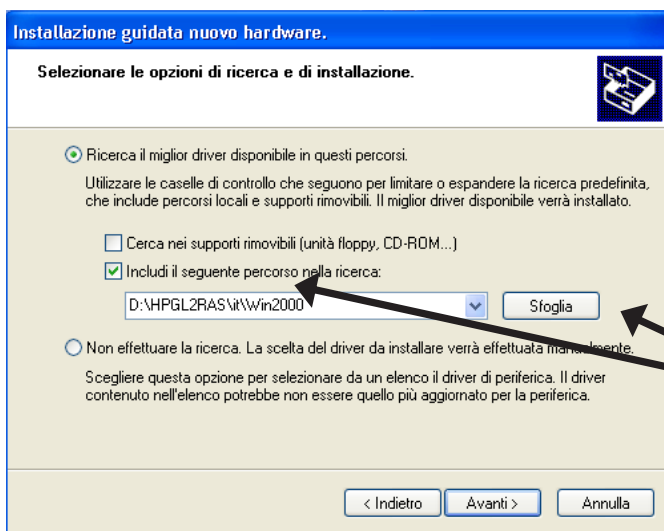 Installazione guidata nuovo hardware.
Selezionare le opzioni di ricerca e di installazione.
Ricerca il miglior driver disponibile in questi percorsi.
Utilizzare le caselle di controllo che seguono per limitare o espandere la ricerca predefinita,
che include percorsi locali e supporti rimovibili. Il miglior driver disponibile verrà installato.
Cerca nei supporti rimovibili (unità floppy, CD-ROM...)
Includi il seguente percorso nella ricerca:
D:\HPGL2RAS\it\Win2000
Sfoglia
Non effettuare la ricerca. La scelta del driver da installare verrà effettuata manualmente.
Scegliere questa opzione per selezionare da un elenco il driver di periferica. Il driver
contenuto nell'elenco potrebbe non essere quello più aggiornato per la periferica.
< Indietro
Avanti >
Annulla